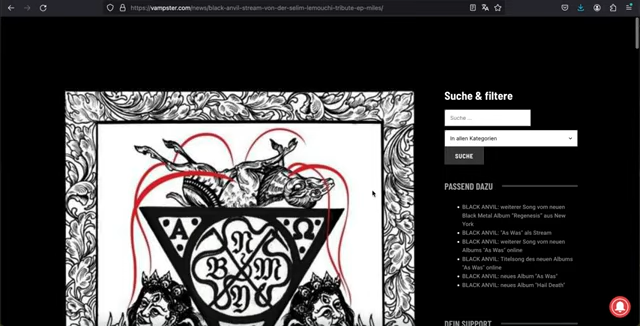 https://vampster.com/news/black-anvil-stream-von-der-selim-lemouchi-tribute-ep-miles/
Suche & filtere
Suche ...
In allen Kategorien
SUCHE
PASSEND DAZU
BLACK ANVIL: weiterer Song vom neuen
Black Metal Album "Regenesis" aus New
York
BLACK ANVIL: "As Was" als Stream
BLACK ANVIL: weiterer Song vom neuen
Albums "As Was" online
BLACK ANVIL: Titelsong des neuen Albums
"As Was" online
BLACK ANVIL: neues Album "As Was"
BLACK ANVIL: neues Album "Hail Death"
DEIN SUPPORT
A Ω
N
B M